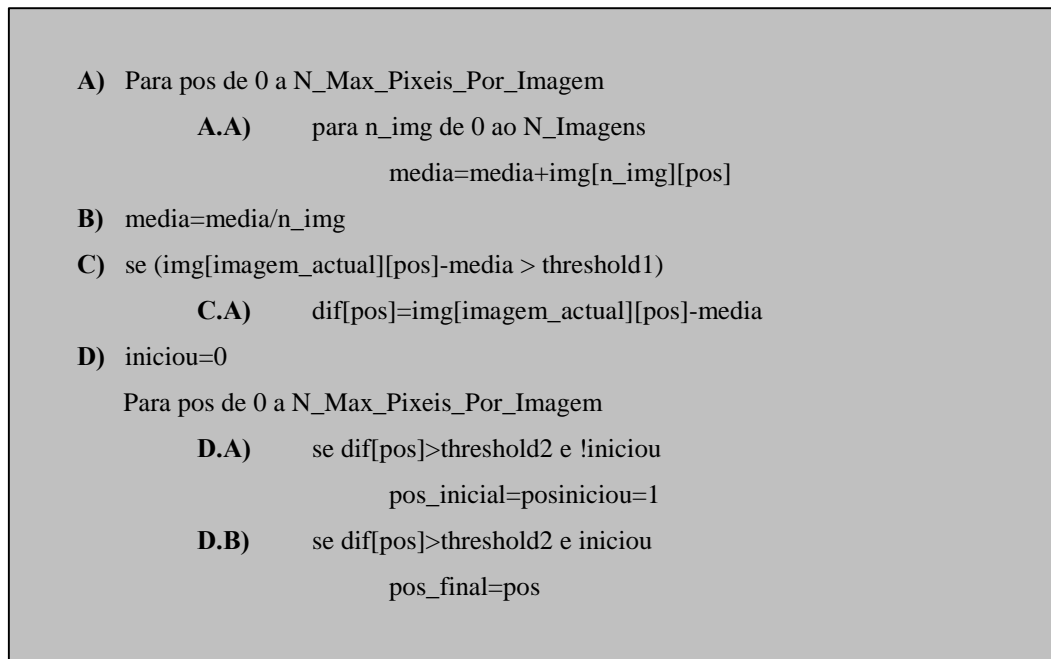 A) Para pos de 0 a N_Max_Pixeis_Por_Imagem
A.A) para n_img de 0 ao N_Imagens
media=media+img[n_img][pos]
B) media=media/n_img
C) se (img[imagem_actual][pos]-media > threshold1)
C.A) dif[pos]=img[imagem_actual][pos]-media
D) iniciou=0
Para pos de 0 a N_Max_Pixeis_Por_Imagem
D.A) se dif[pos]>threshold2 e !iniciou
pos_inicial=posiniciou=1
D.B) se dif[pos]>threshold2 e iniciou
pos_final=pos